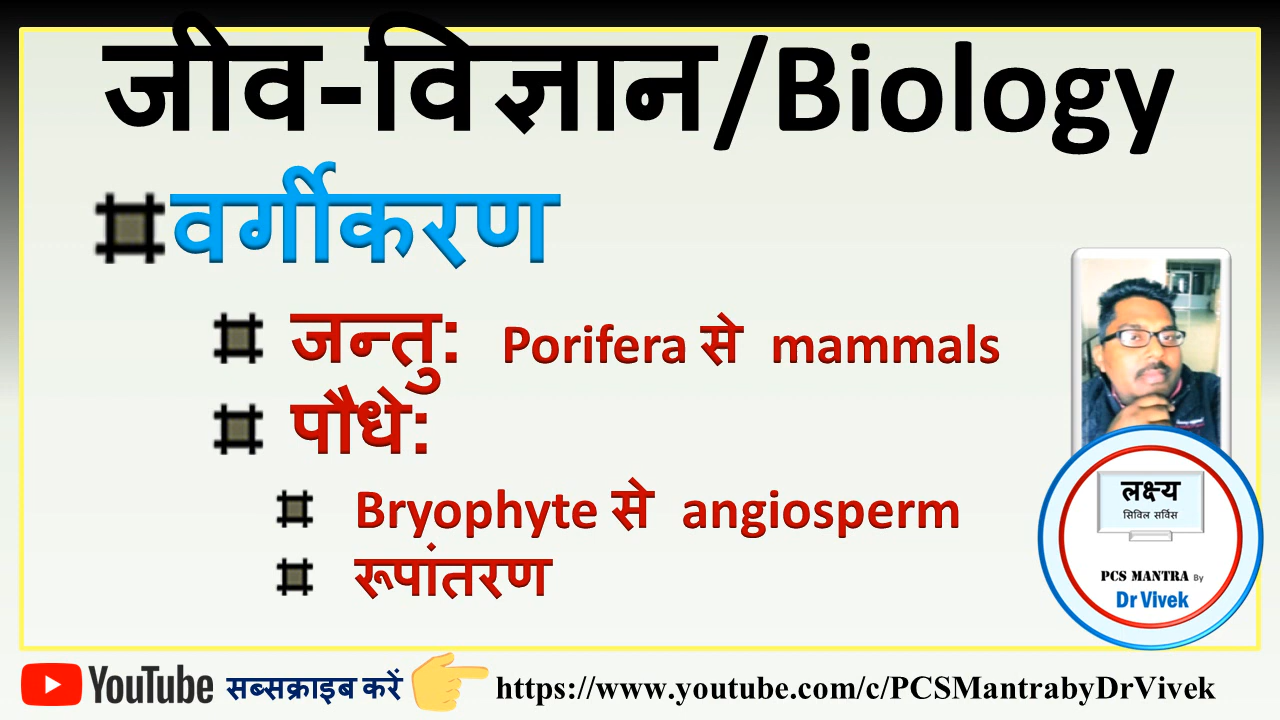 जीव-विज्ञान/Biology
वर्गीकरण
जन्तु: Porifera से mammals
पौधे:
Bryophyte से angiosperm
रूपांतरण
लक्ष्य
सिविल सर्विस
PCS MANTRA By
Dr Vivek
YouTube सब्सक्राइब करें https://www.youtube.com/c/PCSMantrabyDrVivek